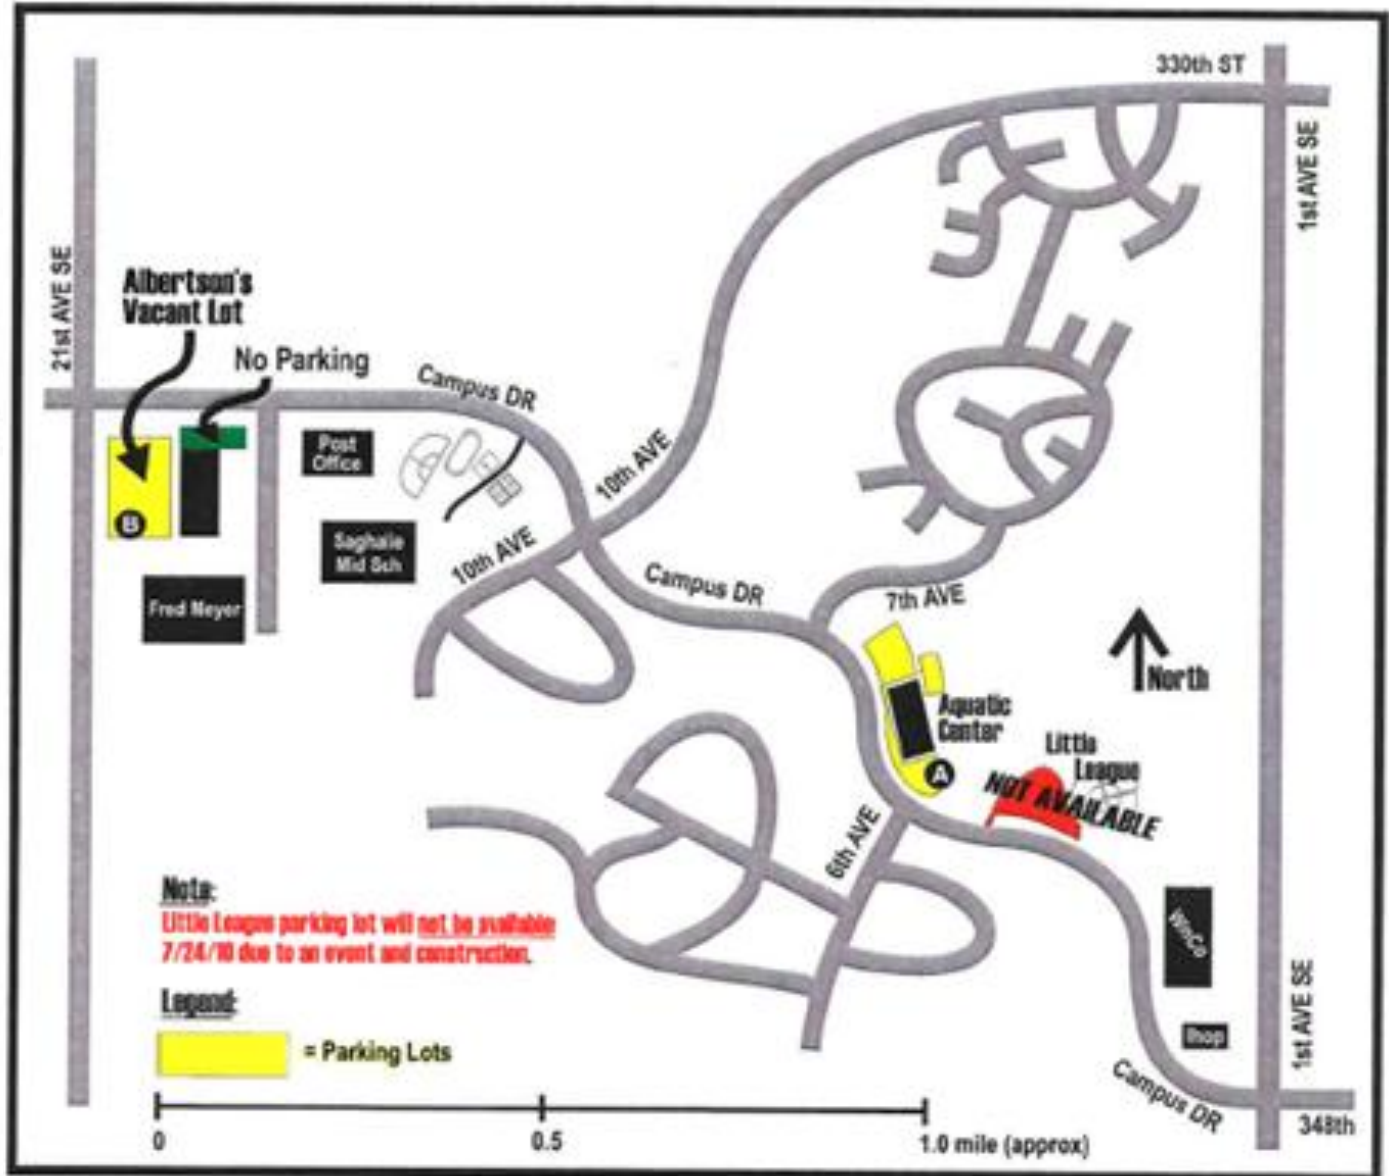 330th ST
1st AVE SE
21st AVE SE
Albertson's
Vacant Lot
No Parking
Campus DR
10th AVE
Post
Office
B
Saghalie
Mid Sch
10th AVE
Fred Meyer
Campus DR
7th AVE
North
Aquatic
Center
A
Little
League
NOT AVAILABLE
6th AVE
WinCo
Ihop
1st AVE SE
Campus DR
348th
Note:
Little League parking lot will not be available
7/24/10 due to an event and construction.
Legend:
= Parking Lots
0
0.5
1.0 mile (approx)